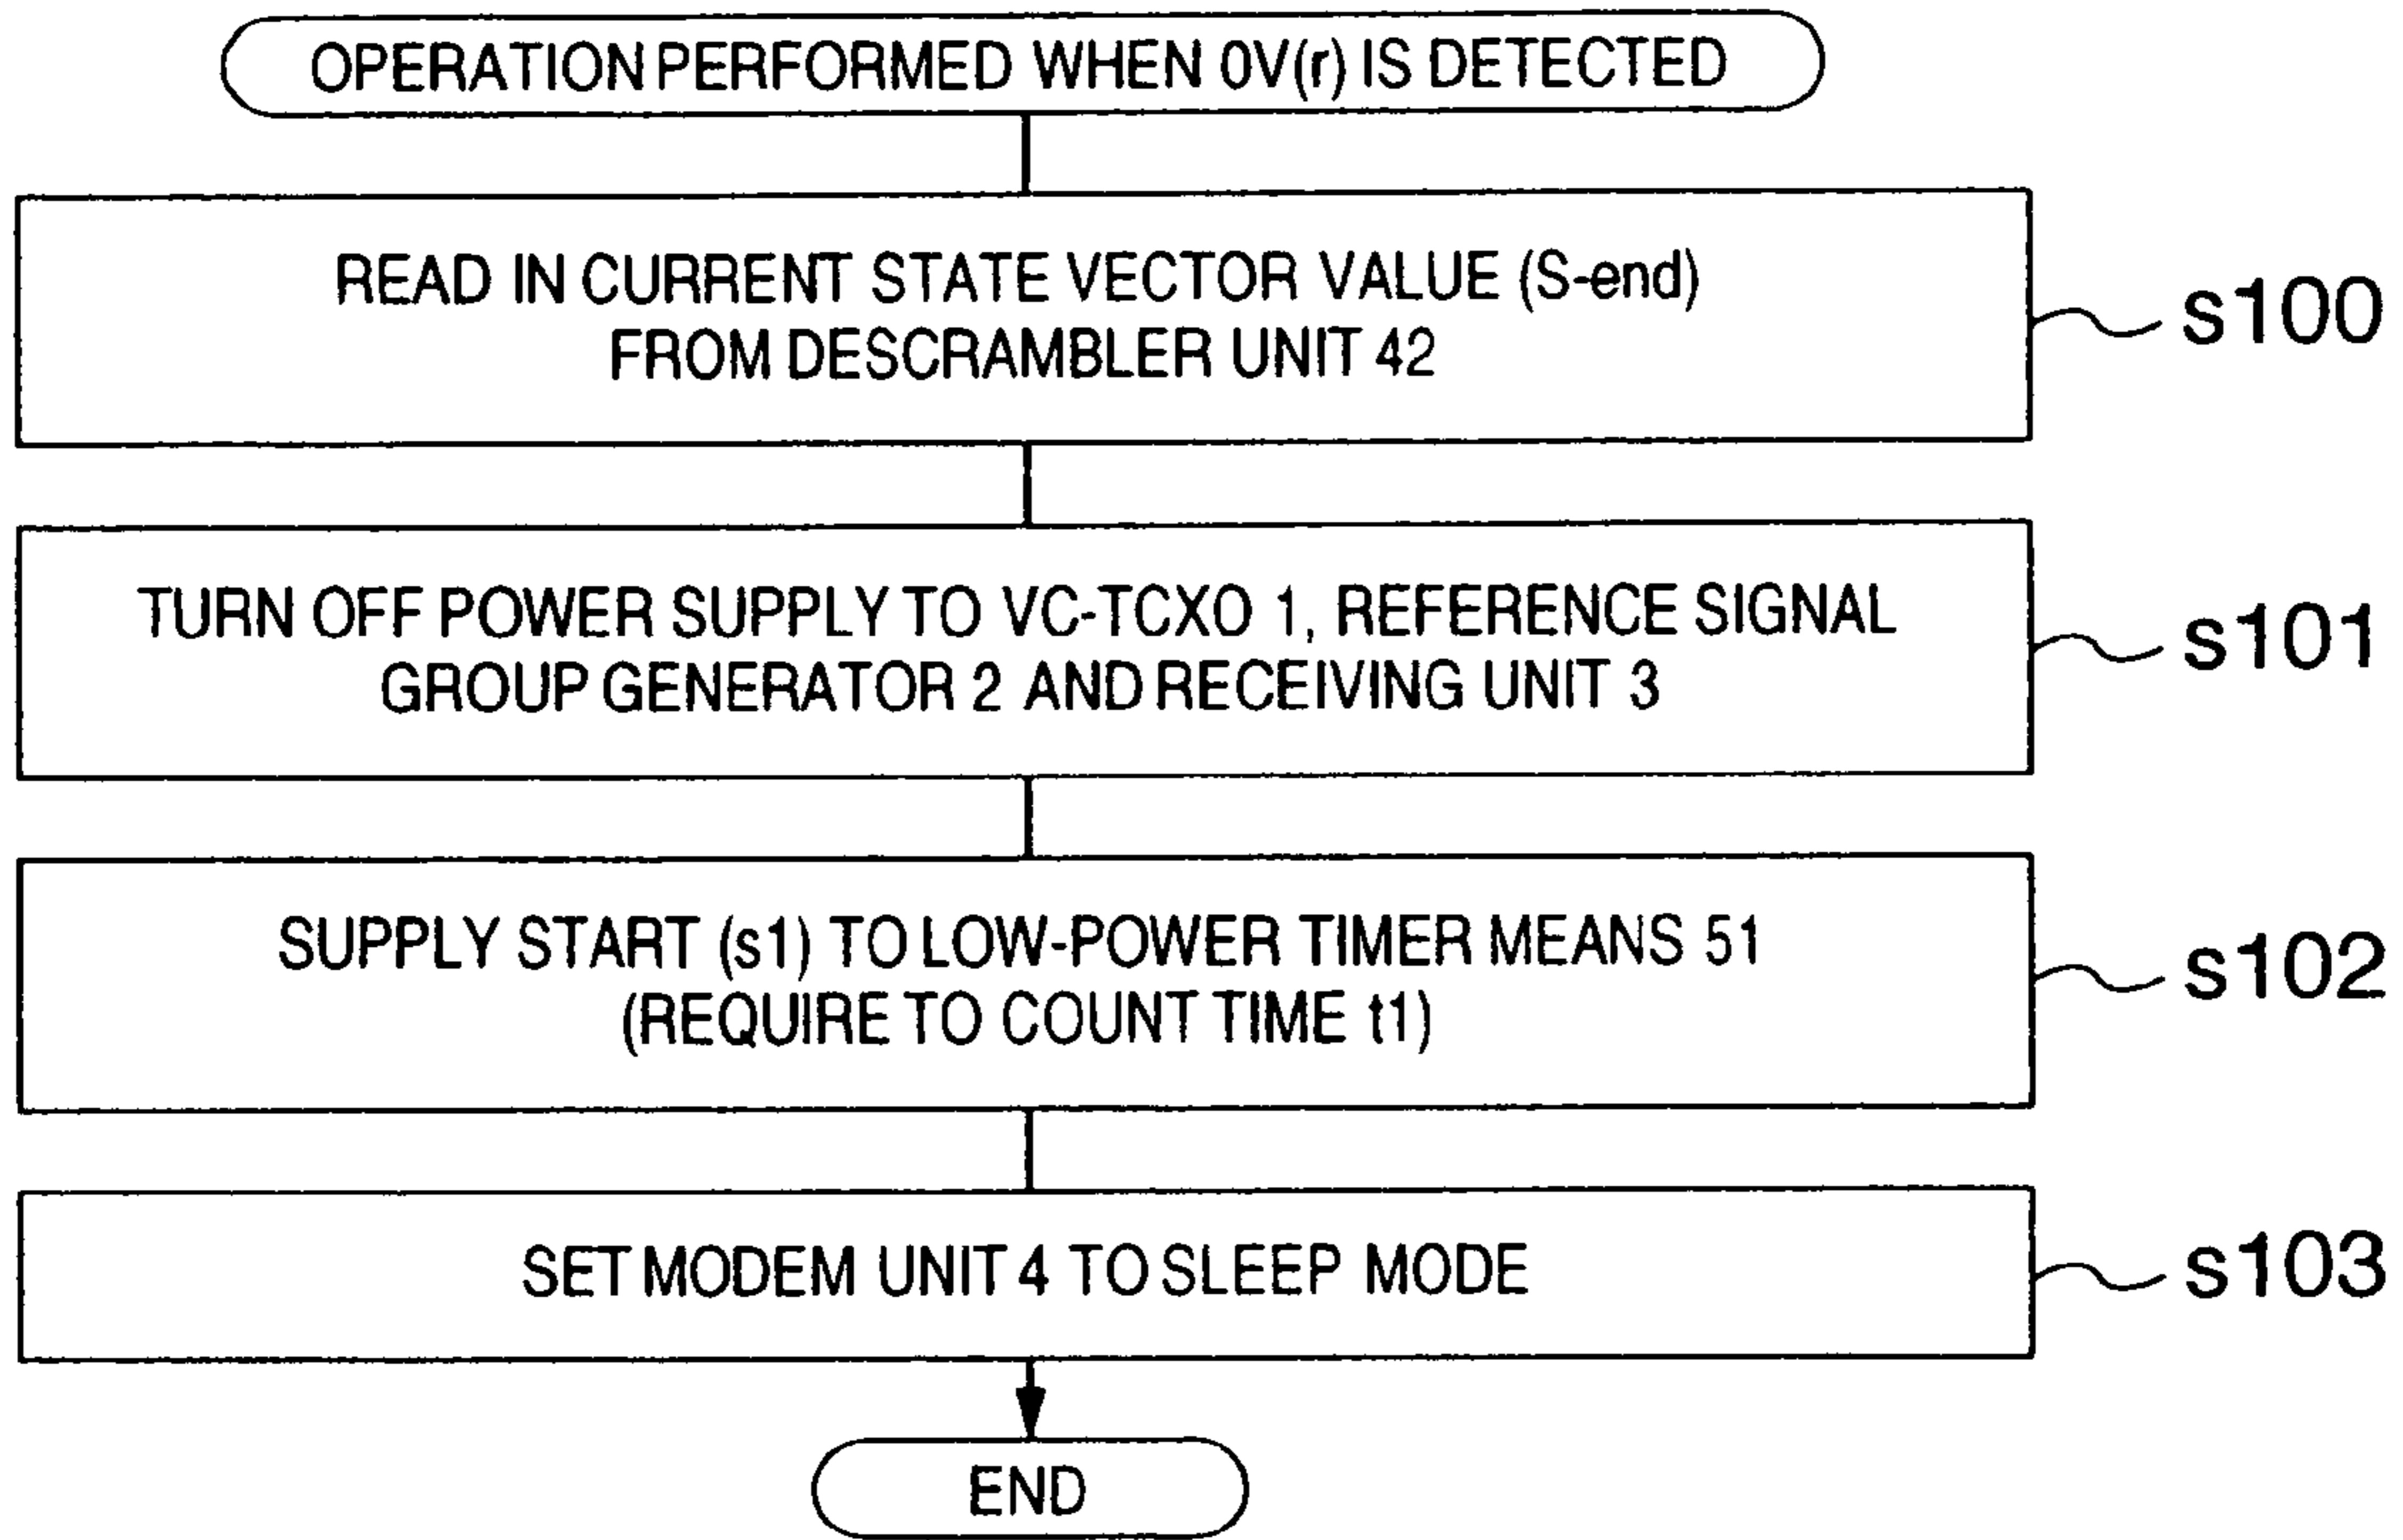 OPERATION PERFORMED WHEN 0V(r) IS DETECTED
READ IN CURRENT STATE VECTOR VALUE (S-end)
FROM DESCRAMBLER UNIT 42
s100
TURN OFF POWER SUPPLY TO VC-TCXO 1, REFERENCE SIGNAL
GROUP GENERATOR 2 AND RECEIVING UNIT 3
s101
SUPPLY START (s1) TO LOW-POWER TIMER MEANS 51
(REQUIRE TO COUNT TIME t1)
s102
SET MODEM UNIT 4 TO SLEEP MODE
s103
END